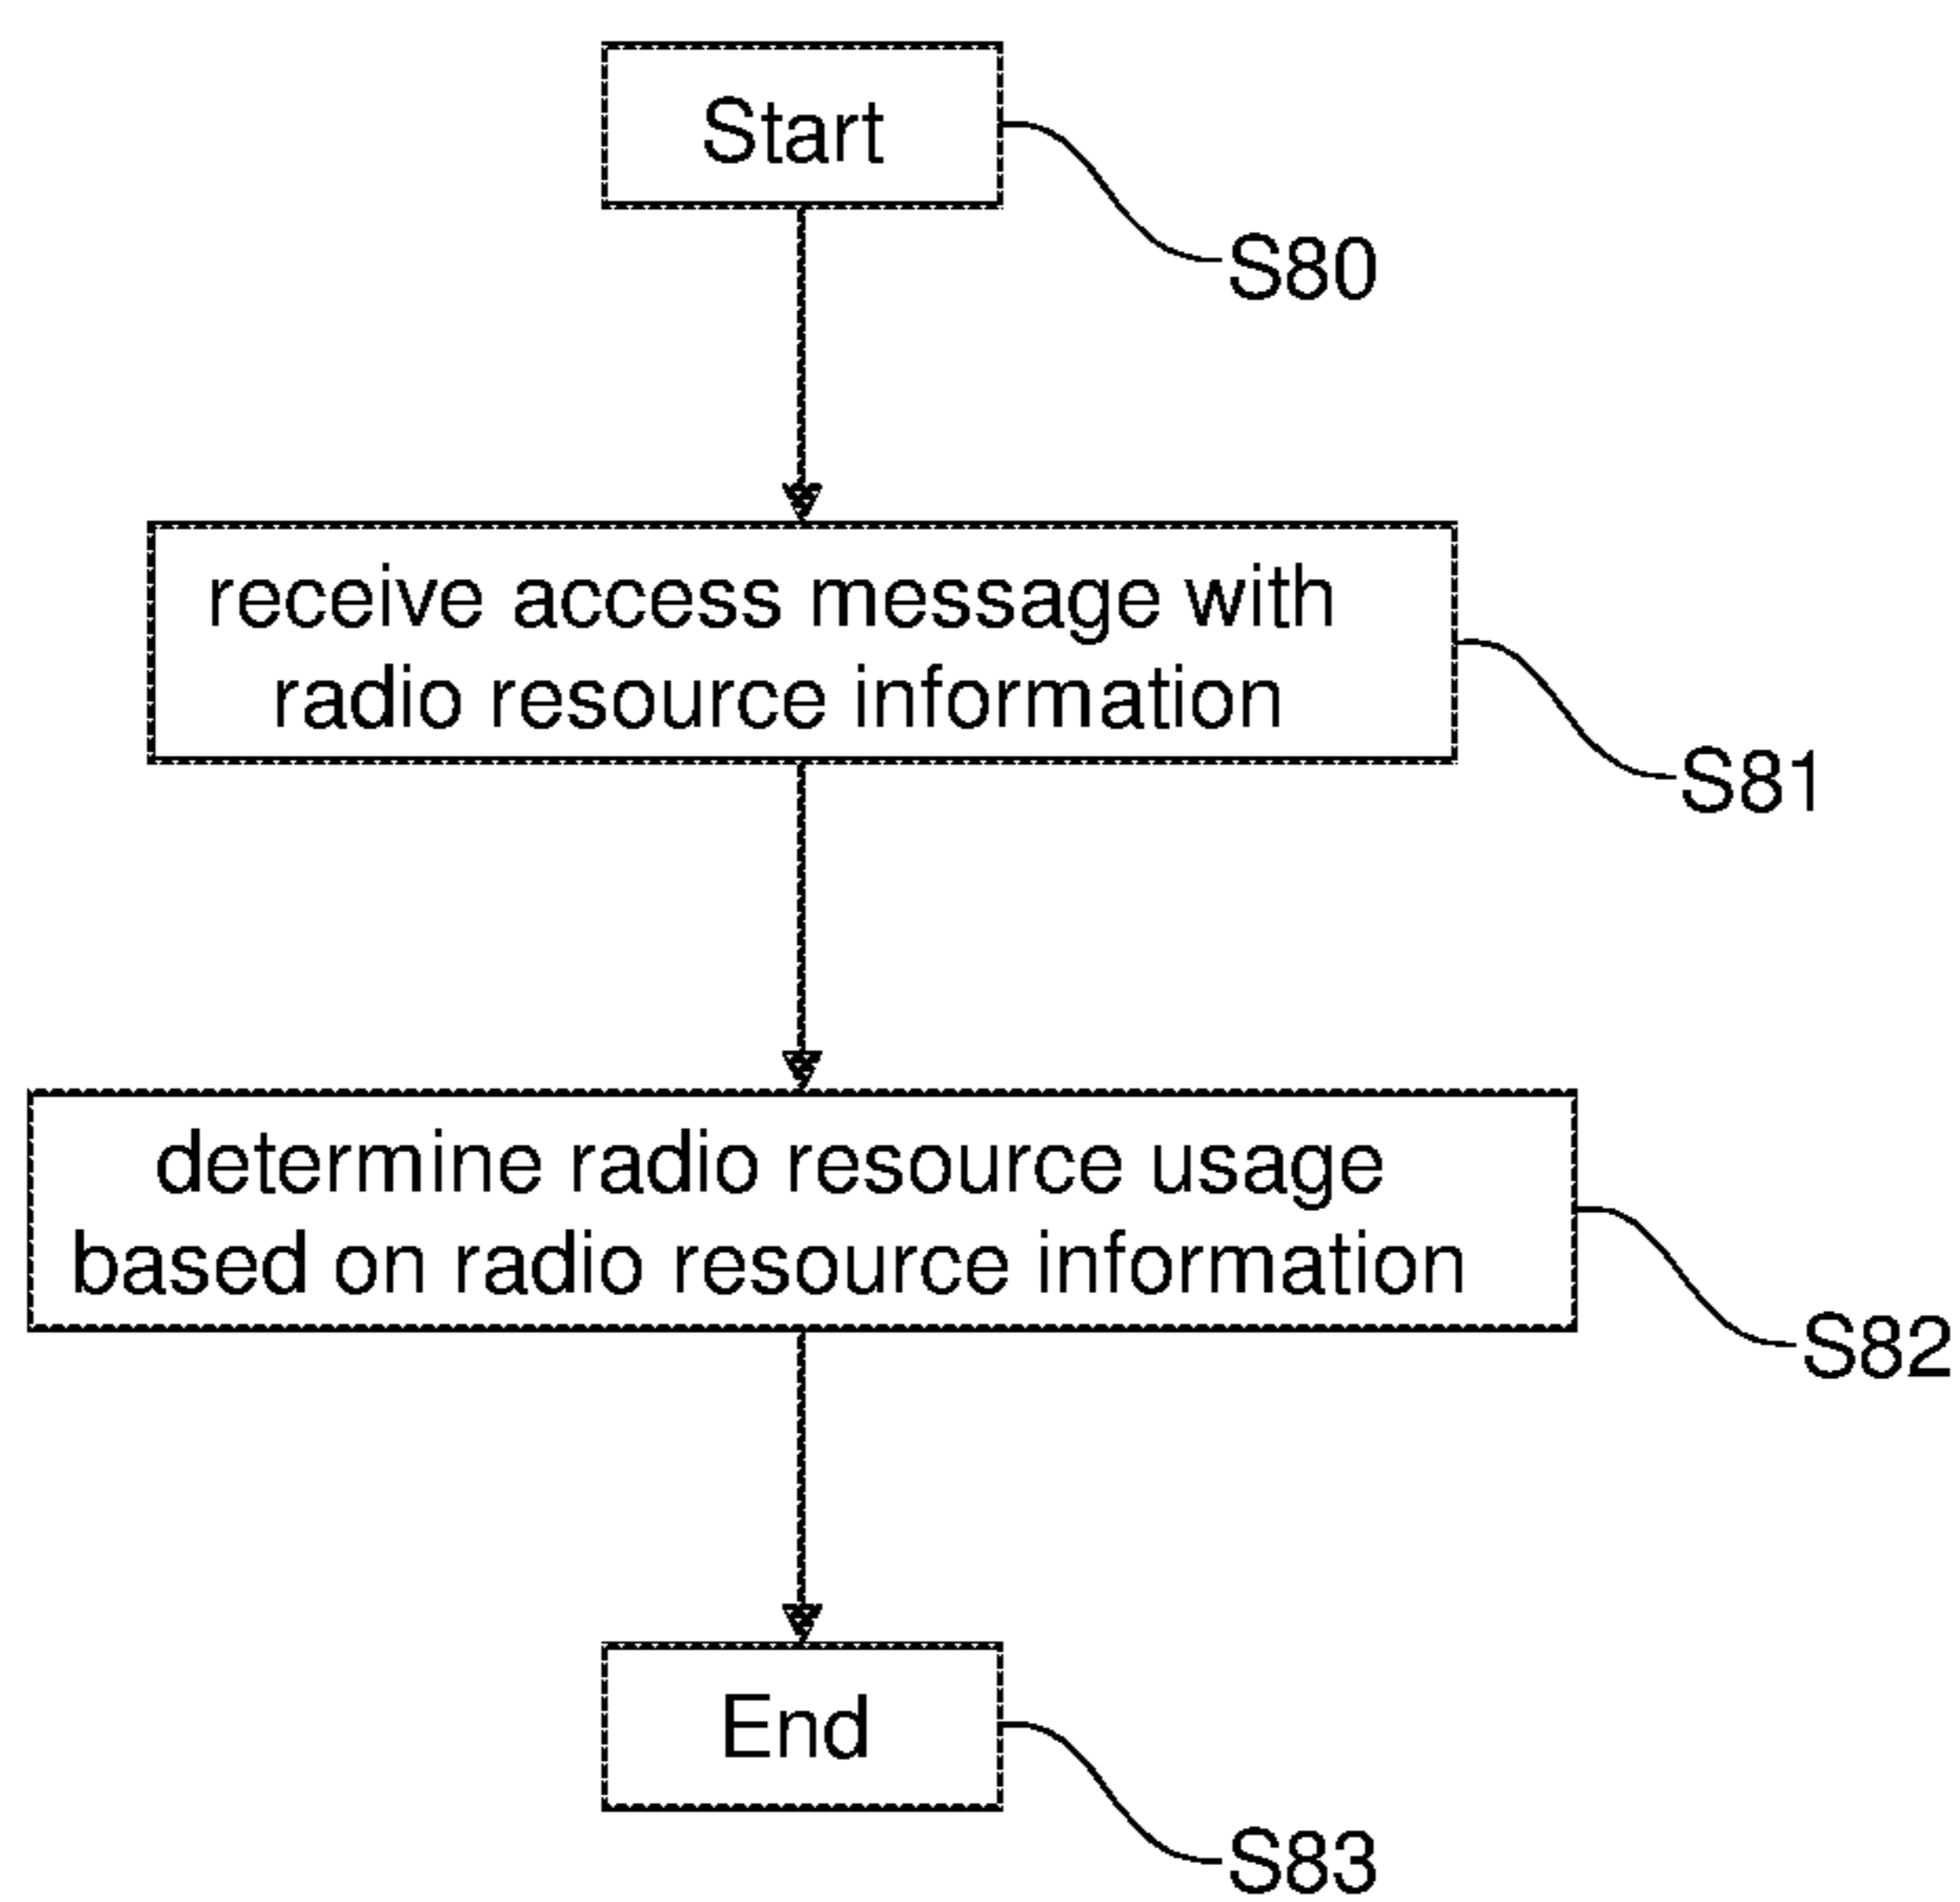 Start
S80
receive access message with
radio resource information
S81
determine radio resource usage
based on radio resource information
S82
End
S83